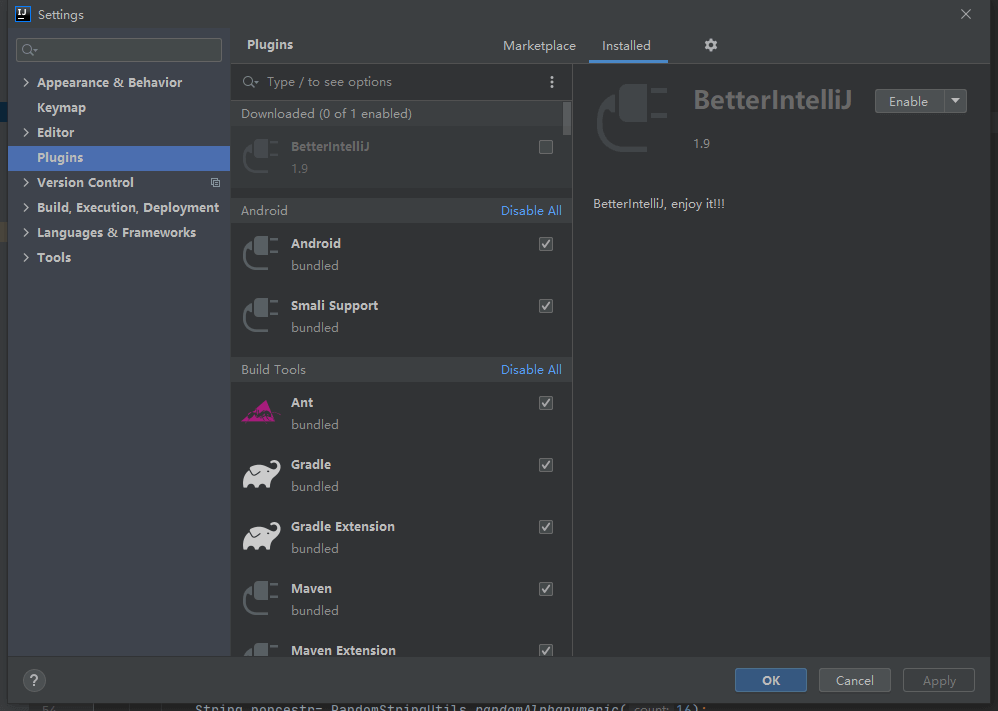 Settings
Plugins
Marketplace
Installed
Type / to see options
Appearance & Behavior
Keymap
Editor
Plugins
Version Control
Build, Execution, Deployment
Languages & Frameworks
Tools
Downloaded (0 of 1 enabled)
BetterIntelliJ
1.9
Android
Disable All
Android
bundled
Smali Support
bundled
Build Tools
Disable All
Ant
bundled
Gradle
bundled
Gradle Extension
bundled
Maven
bundled
Maven Extension
BetterIntelliJ
Enable
1.9
BetterIntelliJ, enjoy it!!!
?
OK
Cancel
Apply
54
String noncestr= RandomStringUtils.randomAlphanumeric( count: 16);